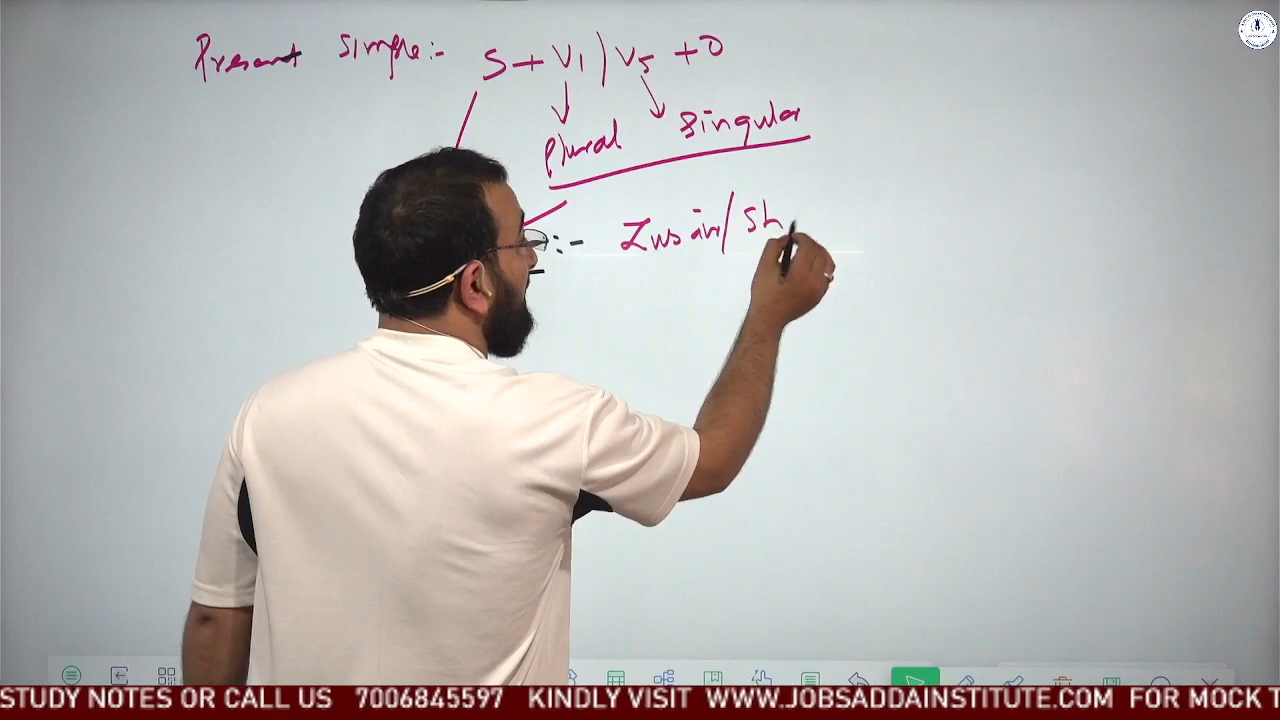 Present Simple:- S + V1 / V5 + O
Plural Singular
:- / Sh
STUDY NOTES OR CALL US 7006845597 KINDLY VISIT WWW.JOBSADDAINSTITUTE.COM FOR MOCK T